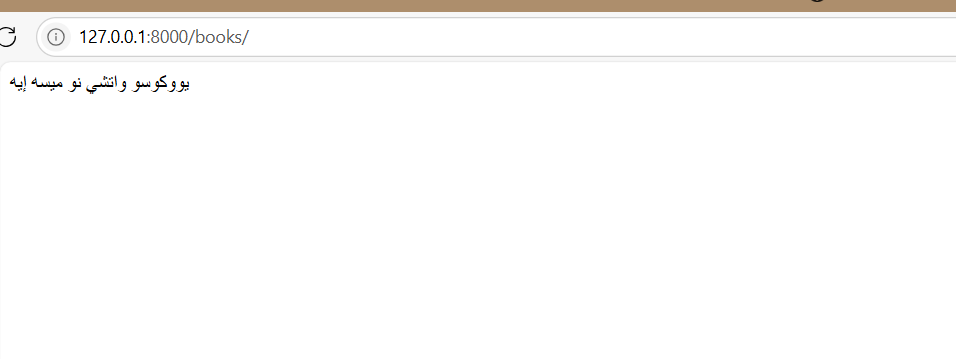 127.0.0.1:8000/books/
يووكوسو واتشي نو ميسه إيه